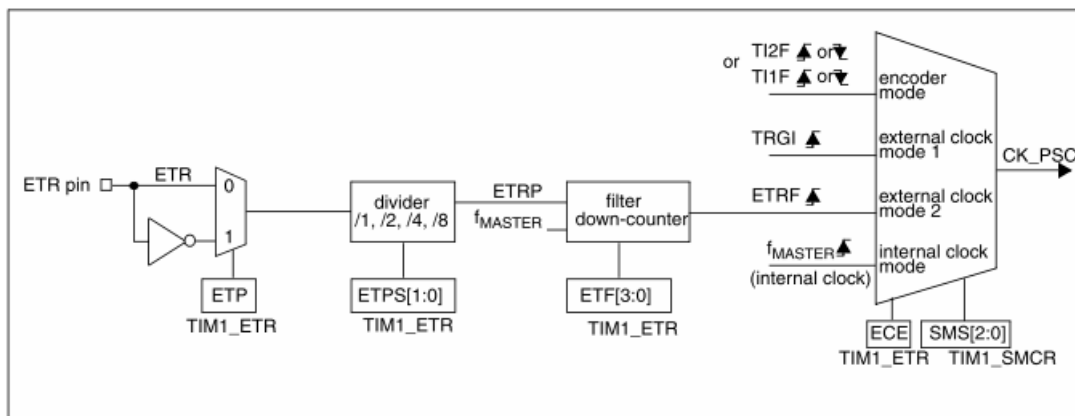 or TI2F or
TI1F or
encoder
mode
TRGI
external clock
mode 1
CK_PSC
ETR pin
ETR
0
1
divider
/1, /2, /4, /8
ETRP
fMASTER
filter
down-counter
ETRF
external clock
mode 2
fMASTER
(internal clock)
internal clock
mode
ETP
TIM1_ETR
ETPS[1:0]
TIM1_ETR
ETF[3:0]
TIM1_ETR
ECE
TIM1_ETR
SMS[2:0]
TIM1_SMCR